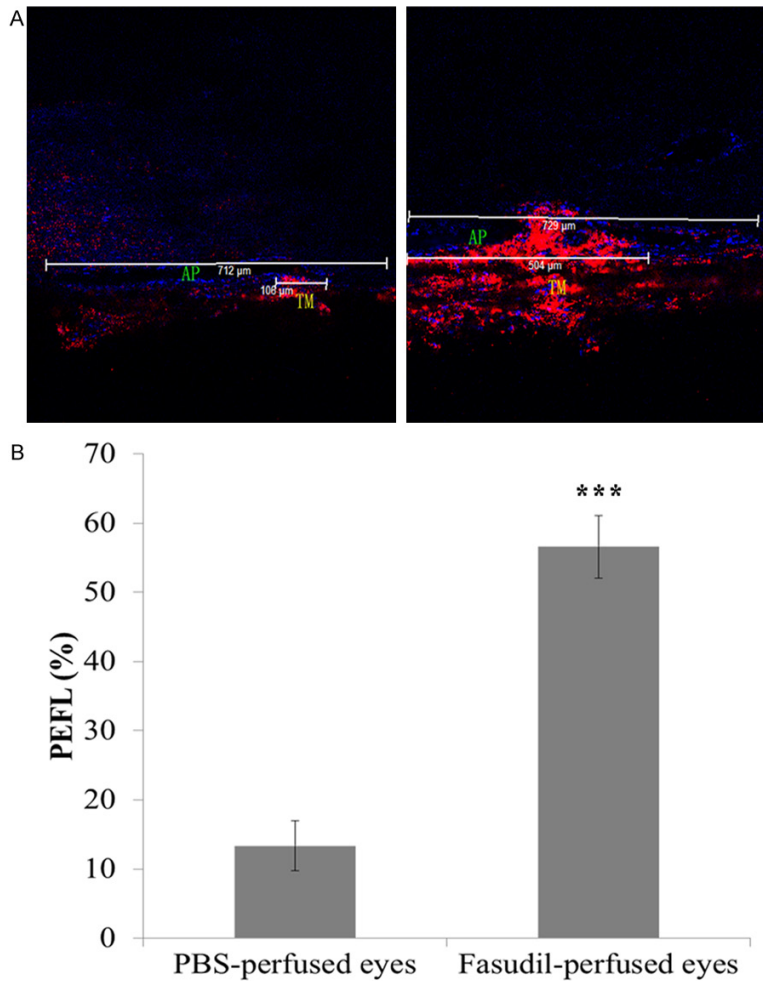 A
AP
712 μm
106 μm
TM
729 μm
AP
504 μm
TM
B
PEFL (%)
70
60
50
40
30
20
10
0
***
PBS-perfused eyes
Fasudil-perfused eyes